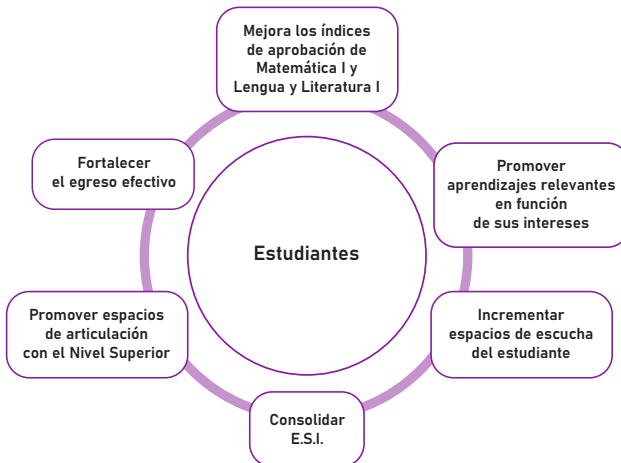 Mejora los índices
de aprobación de
Matemática I y
Lengua y Literatura I
Promover
aprendizajes relevantes
en función
de sus intereses
Incrementar
espacios de escucha
del estudiante
Consolidar
E.S.I.
Promover espacios
de articulación
con el Nivel Superior
Fortalecer
el egreso efectivo
Estudiantes